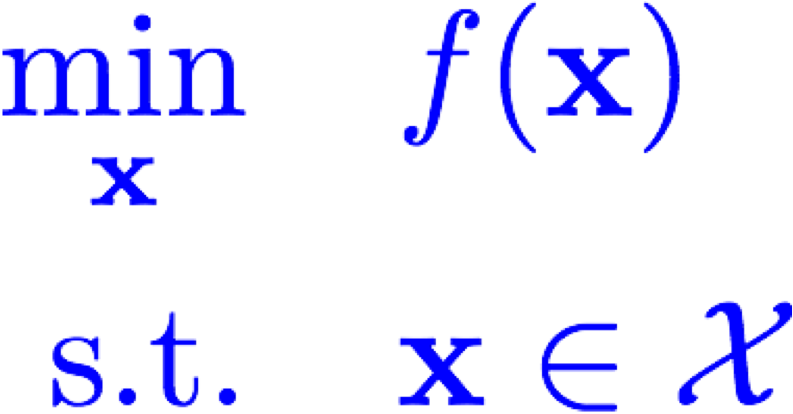 min f(x)
x
s.t. x ∈ 𝒳